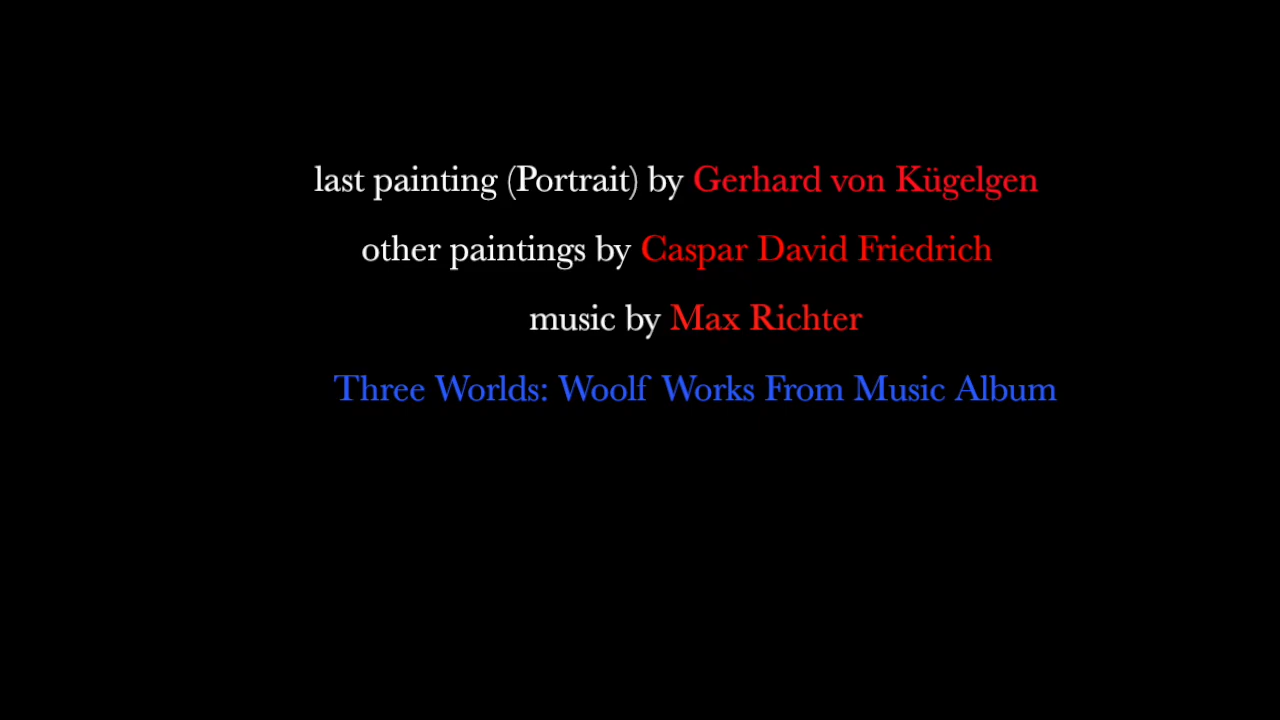 last painting (Portrait) by Gerhard von Kügelgen
other paintings by Caspar David Friedrich
music by Max Richter
Three Worlds: Woolf Works From Music Album